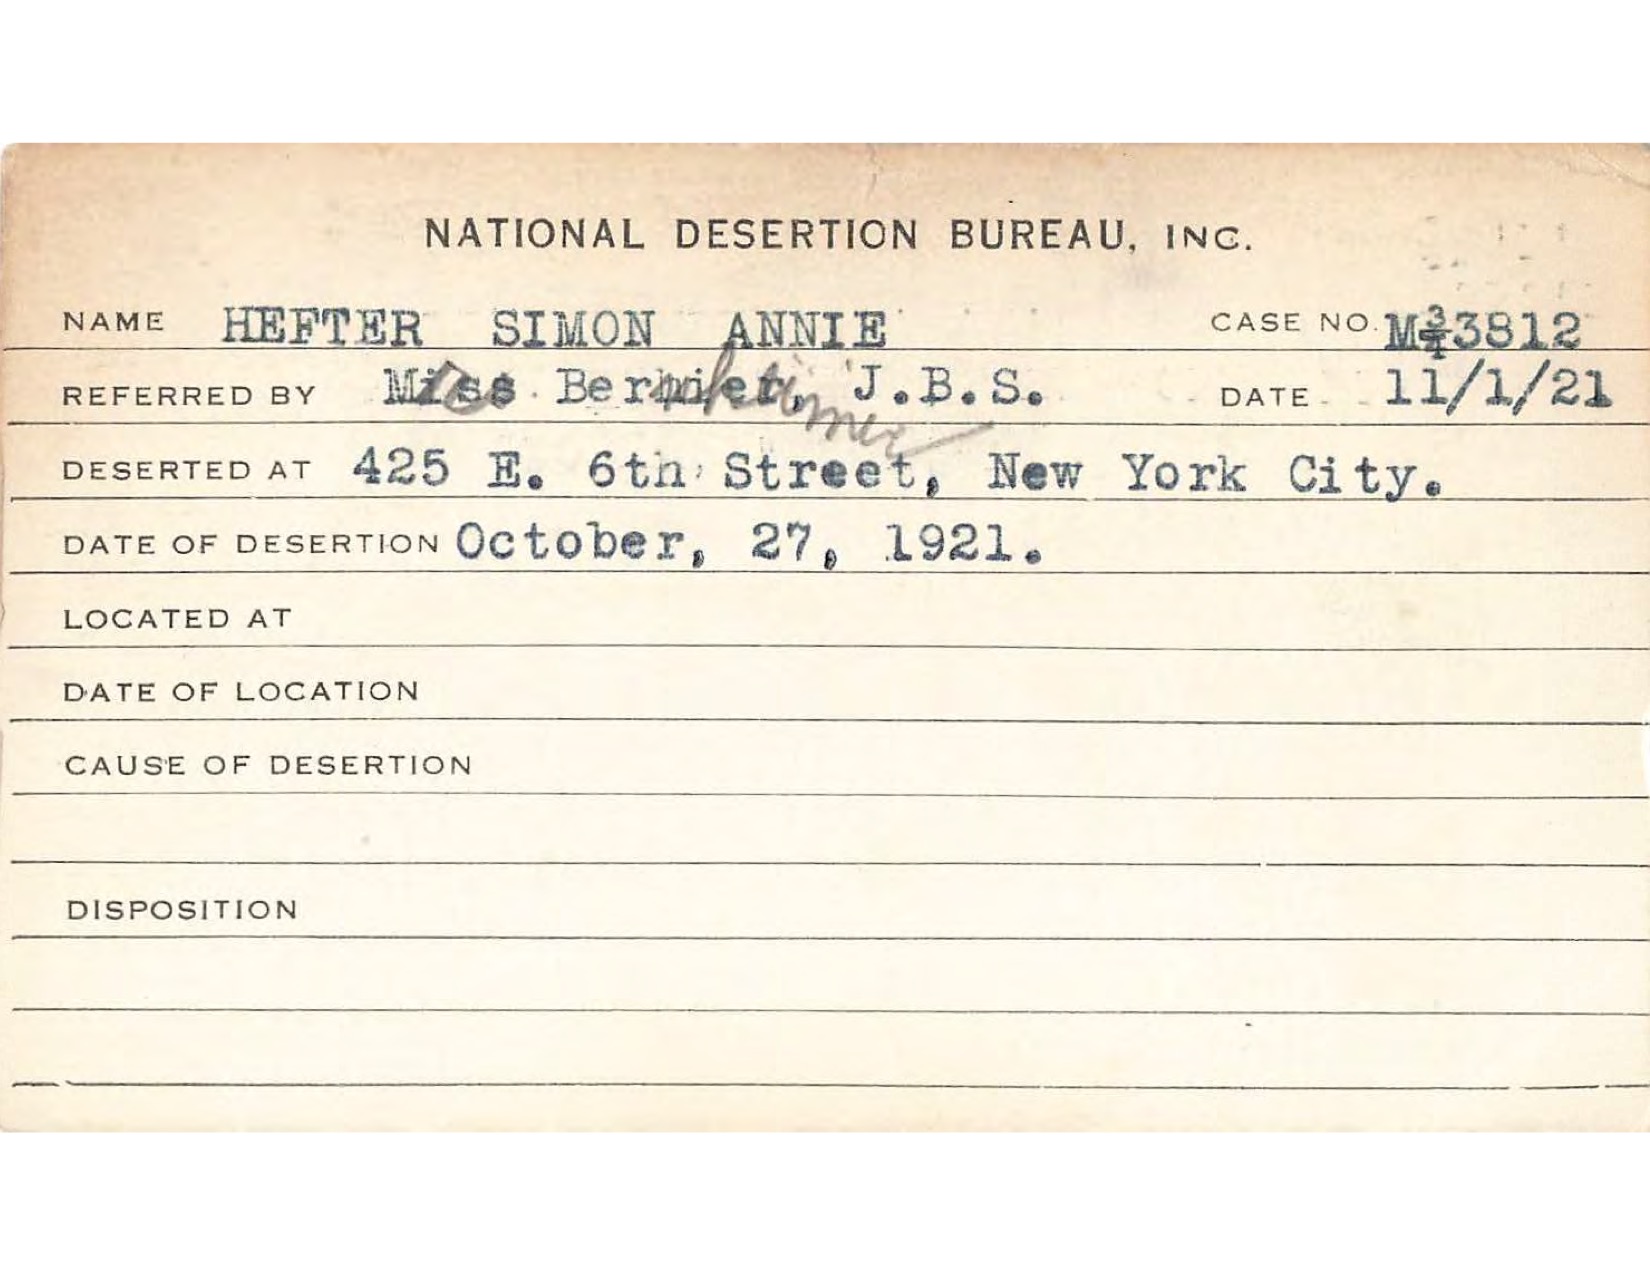 NATIONAL DESERTION BUREAU, INC.
NAME HEFTER SIMON ANNIE CASE NO. M 3812
REFERRED BY Miss J.B.S. DATE 11/1/21
DESERTED AT 425 E. 6th Street, New York City.
DATE OF DESERTION October, 27, 1921.
LOCATED AT
DATE OF LOCATION
CAUSE OF DESERTION
DISPOSITION